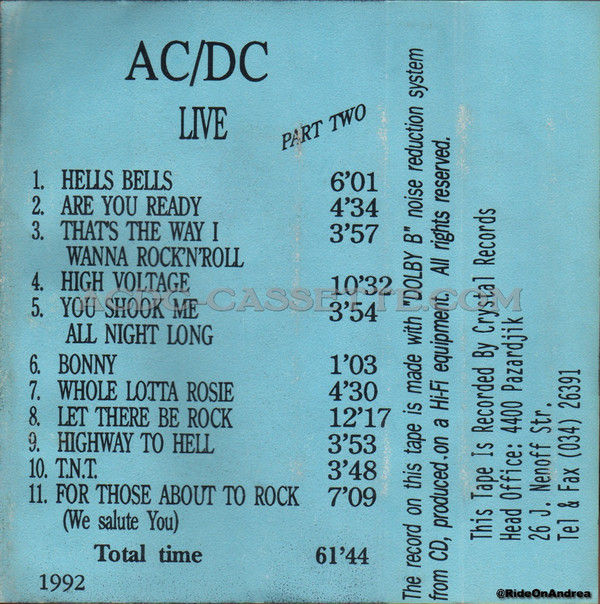 AC/DC
LIVE
PART TWO
1. HELLS BELLS 6'01
2. ARE YOU READY 4'34
3. THAT'S THE WAY I 3'57
WANNA ROCK'N'ROLL
4. HIGH VOLTAGE 10'32
5. YOU SHOOK ME 3'54
ALL NIGHT LONG
6. BONNY 1'03
7. WHOLE LOTTA ROSIE 4'30
8. LET THERE BE ROCK 12'17
9. HIGHWAY TO HELL 3'53
10. T.N.T. 3'48
11. FOR THOSE ABOUT TO ROCK 7'09
(We salute You)
Total time 61'44
1992
The record on this tape is made with "DOLBY B" noise reduction system
from CD, produced.on a Hi-Fi equipment. All rights reserved.
This Tape Is Recorded By Crystal Records
Head Office: 4400 Pazardjik
26 J. Nenoff Str.
Tel & Fax (034) 26391
ACDC-CASSETTE.COM
@RideOnAndrea